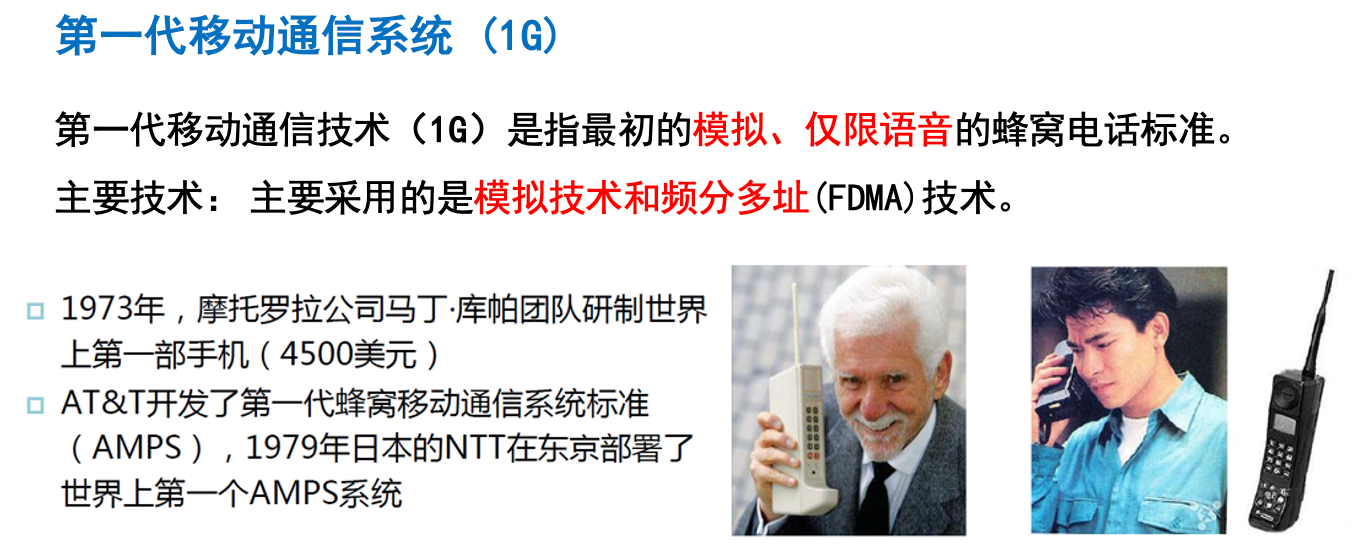 第一代移动通信系统 (1G)
第一代移动通信技术（1G）是指最初的模拟、仅限语音的蜂窝电话标准。
主要技术： 主要采用的是模拟技术和频分多址(FDMA)技术。
1973年，摩托罗拉公司马丁·库帕团队研制世界
上第一部手机（4500美元）
AT&T开发了第一代蜂窝移动通信系统标准
（AMPS），1979年日本的NTT在东京部署了
世界上第一个AMPS系统